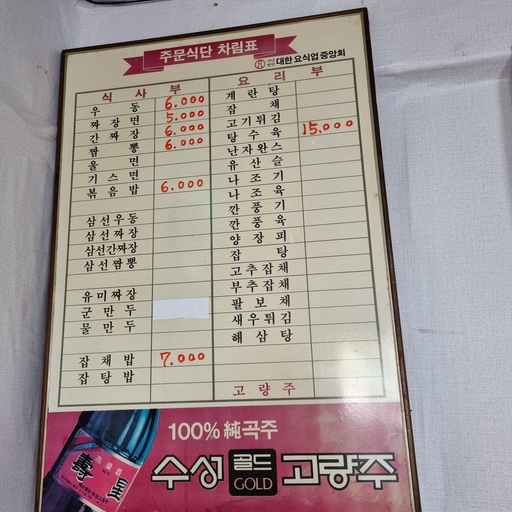 주문식단 차림표
대한 요식업 중앙회
식 사 부
우 동 6.000
짜 장 면 5.000
간 짜 장 6.000
짬 뽕 6.000
울 면
기 스 면
볶 음 밥 6.000
삼 선 우 동
삼 선 짜 장
삼선간짜장
삼 선 짬 뽕
유 미 짜 장
군 만 두
물 만 두
잡 채 밥 7.000
잡 탕 밥
요 리 부
계 란 탕
잡 채
고 기 튀 김
탕 수 육 15.000
난 자 완 스
유 산 슬
나 조 기
나 조 육
깐 풍 기
깐 풍 육
양 장 피
잡 탕
고 추 잡 채
부 추 잡 채
팔 보 채
새 우 튀 김
해 삼 탕
고 량 주
100% 純곡주
수성 골드 GOLD 고량주
壽星